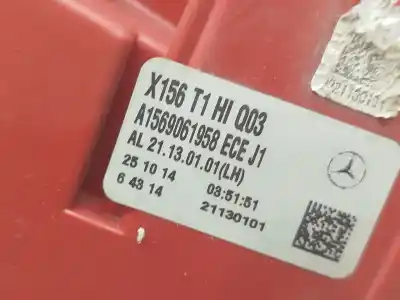 X156 T1 HI Q03
A1569061958 ECE J1
AL 21.13.01.01(LH)
25 10 14 03:51:51
6 43 14 21130101